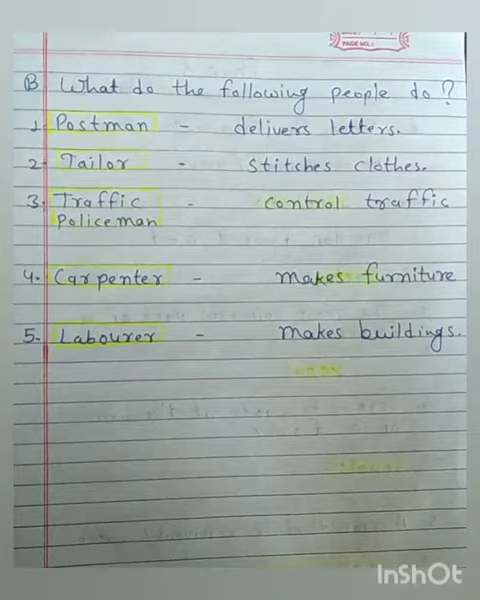 PAGE NO.:
B What do the following people do?
1. Postman - delivers letters.
2. Tailor - Stitches clothes.
3. Traffic - control traffic
Policeman
4. Carpenter - makes furniture
5. Labourer - makes buildings.
InShOt